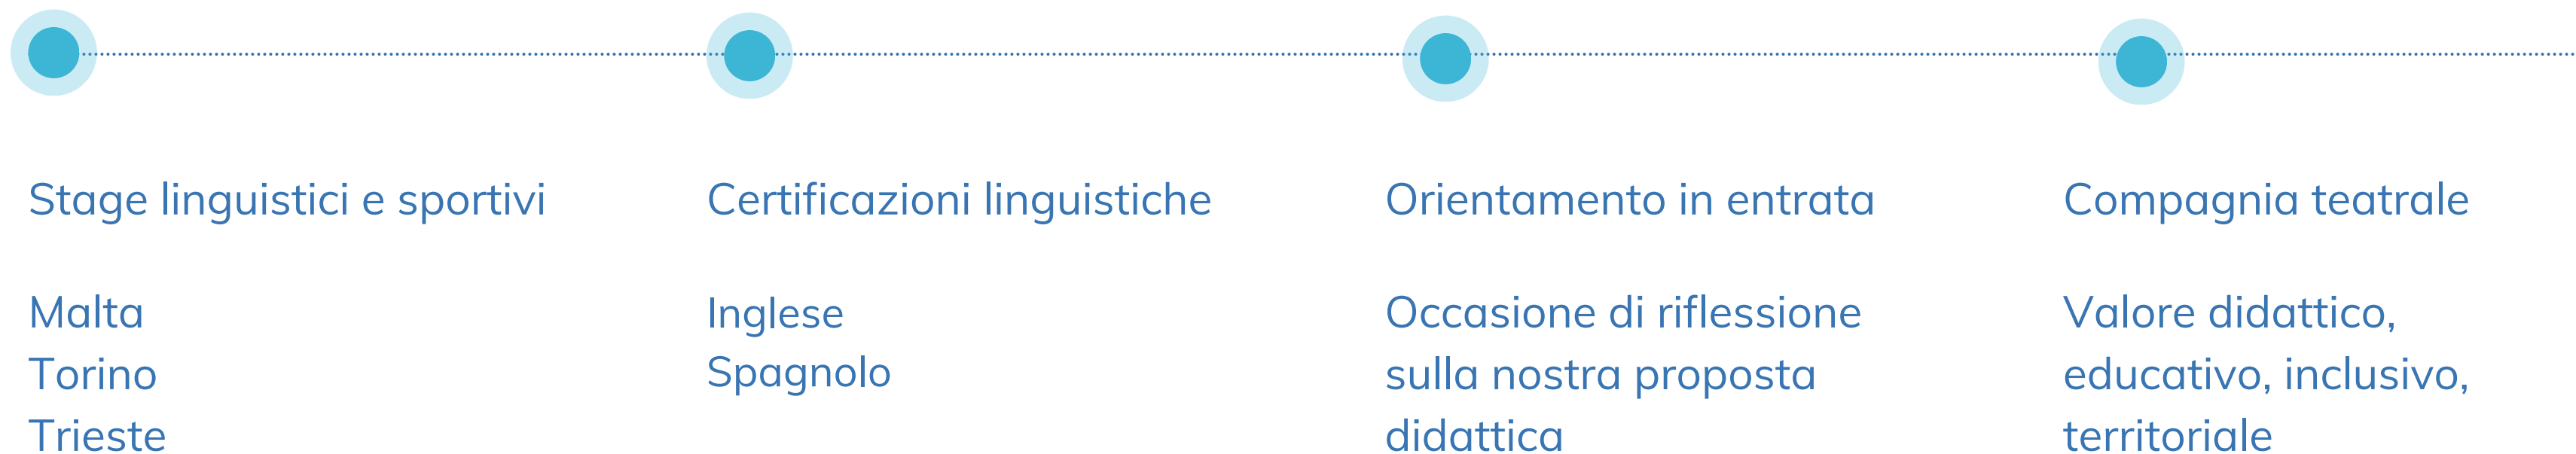 Stage linguistici e sportivi
Malta
Torino
Trieste
Certificazioni linguistiche
Inglese
Spagnolo
Orientamento in entrata
Occasione di riflessione
sulla nostra proposta
didattica
Compagnia teatrale
Valore didattico,
educativo, inclusivo,
territoriale